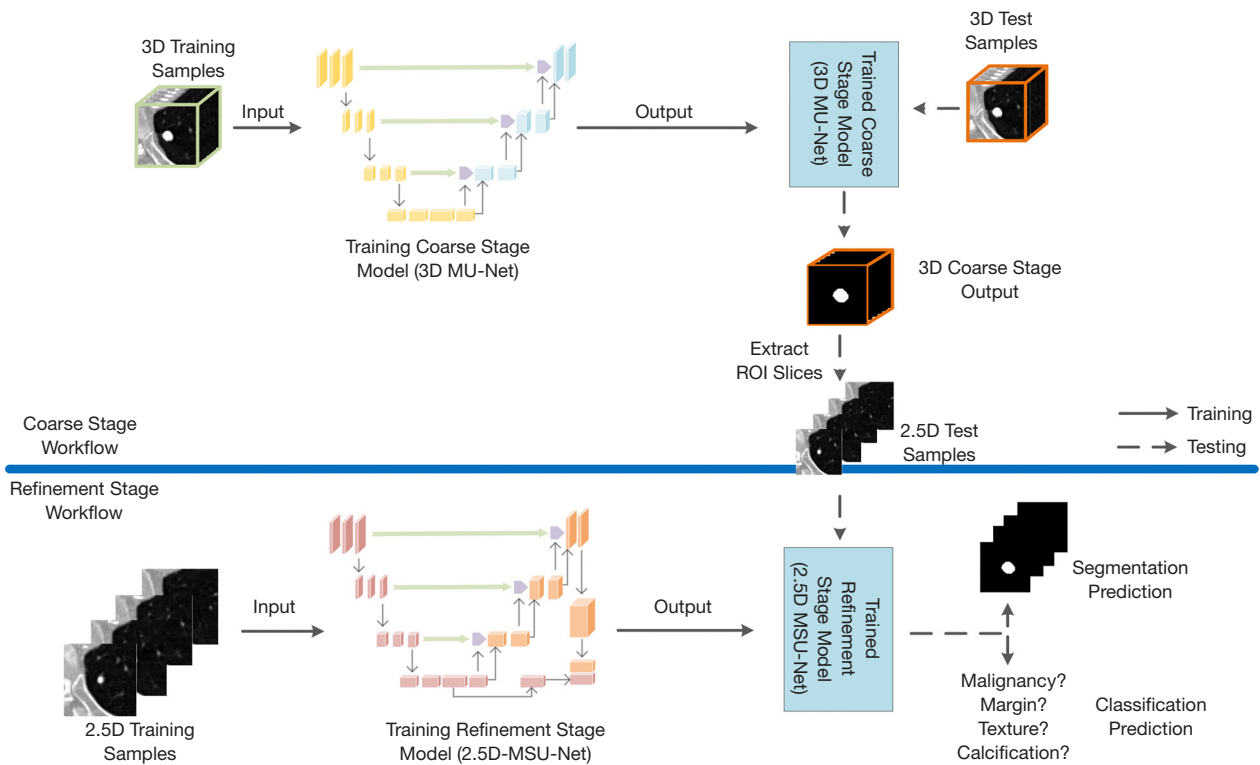 3D Training
Samples
Input
Training Coarse Stage
Model (3D MU-Net)
Output
Trained Coarse
Stage Model
(3D MU-Net)
3D Test
Samples
3D Coarse Stage
Output
Extract
ROI Slices
2.5D Test
Samples
Training
Testing
Coarse Stage
Workflow
Refinement Stage
Workflow
2.5D Training
Samples
Input
Training Refinement Stage
Model (2.5D-MSU-Net)
Output
Trained
Refinement
Stage Model
(2.5D MSU-Net)
Segmentation
Prediction
Malignancy?
Margin?
Texture?
Calcification?
Classification
Prediction